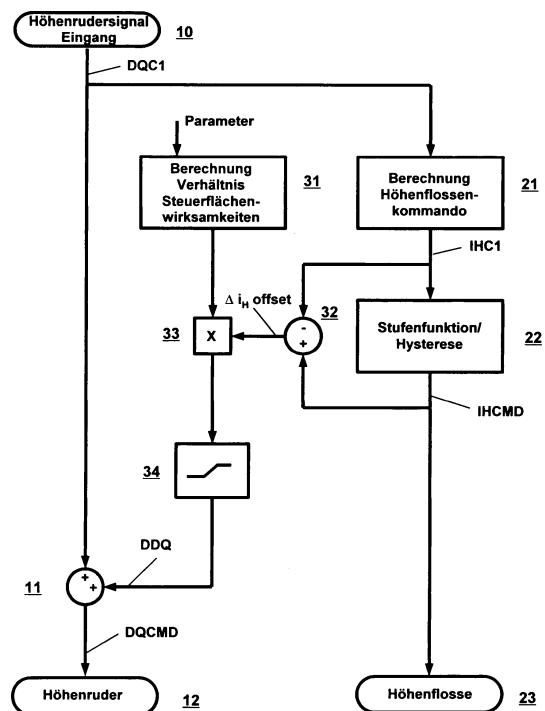 Höhenrudersignal
Eingang
10
DQC1
Parameter
Berechnung
Verhältnis
Steuerflächen-
wirksamkeiten
31
Berechnung
Höhenflossen-
kommando
21
IHC1
Δ iH offset
32
-
+
33
X
Stufenfunktion/
Hysterese
22
IHCMD
34
DDQ
11
+
+
DQCMD
Höhenruder
12
Höhenflosse
23